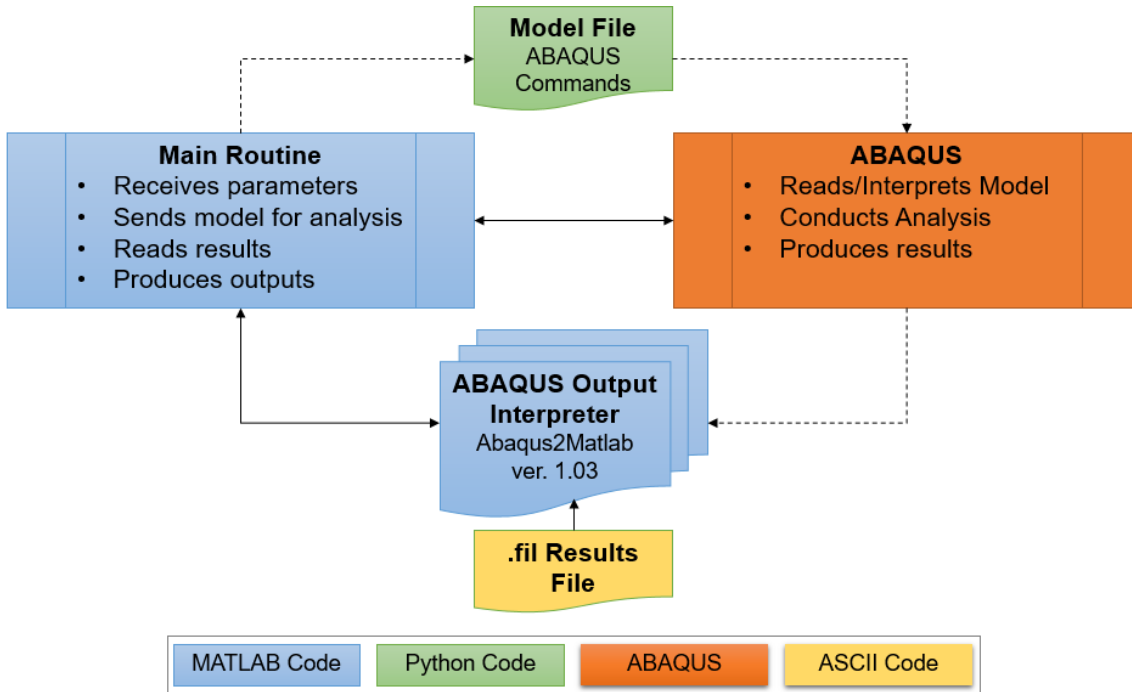 Model File
ABAQUS
Commands
Main Routine
• Receives parameters
• Sends model for analysis
• Reads results
• Produces outputs
ABAQUS
• Reads/Interprets Model
• Conducts Analysis
• Produces results
ABAQUS Output
Interpreter
Abaqus2Matlab
ver. 1.03
.fil Results
File
MATLAB Code
Python Code
ABAQUS
ASCII Code